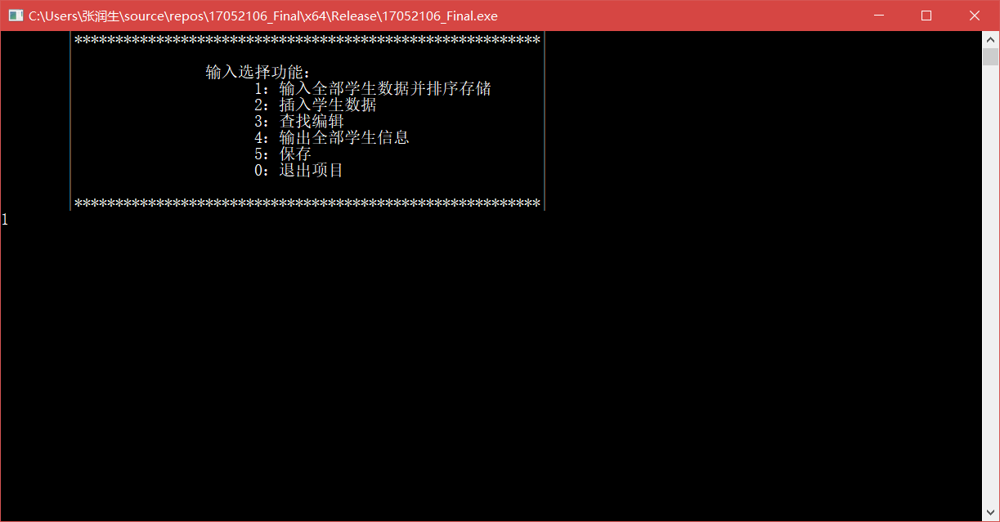 C:\Users\张润生\source\repos\17052106_Final\x64\Release\17052106_Final.exe
*********************************************************
输入选择功能：
1：输入全部学生数据并排序存储
2：插入学生数据
3：查找编辑
4：输出全部学生信息
5：保存
0：退出项目
*********************************************************
1